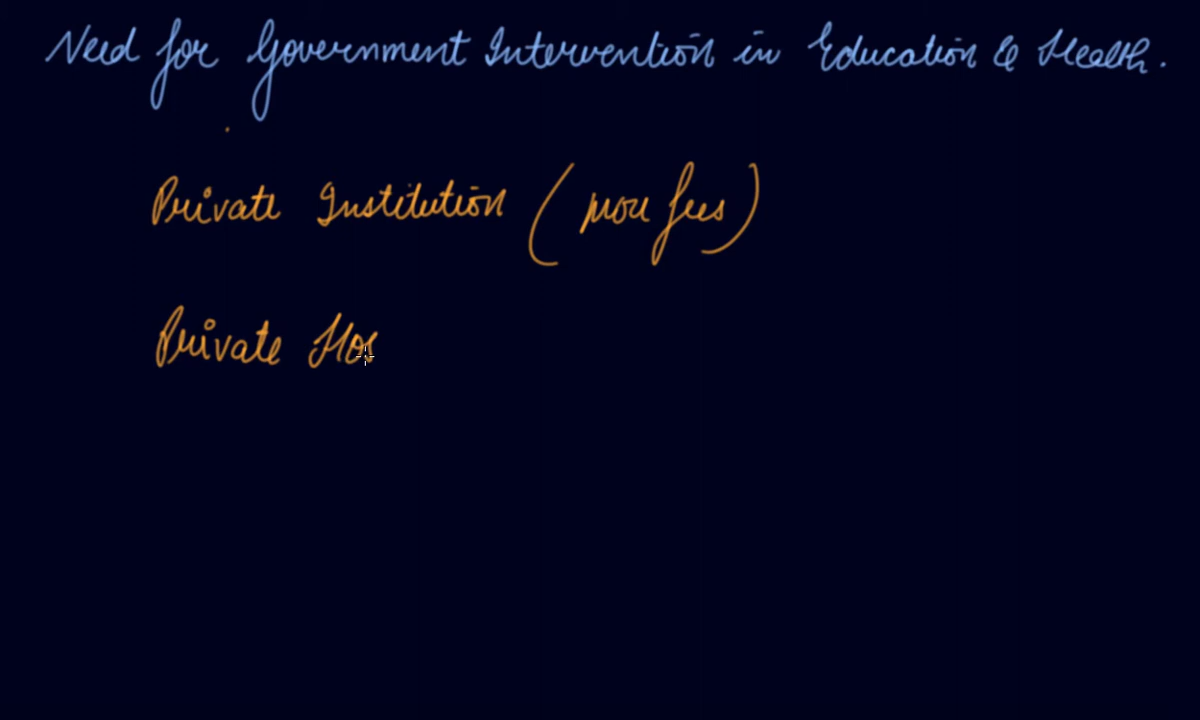 Need for Government Intervention in Education & Health.
Private Institution (more fees)
Private Hos